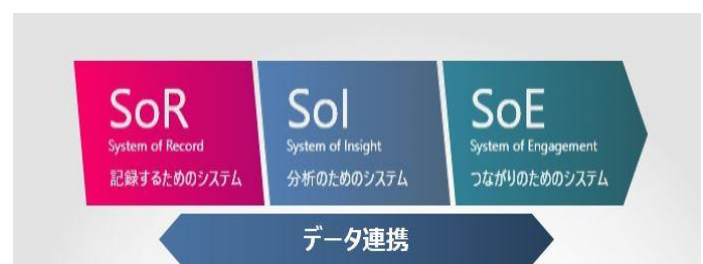 SoR
System of Record
記録するためのシステム
SoI
System of Insight
分析のためのシステム
SoE
System of Engagement
つながりのためのシステム
データ連携